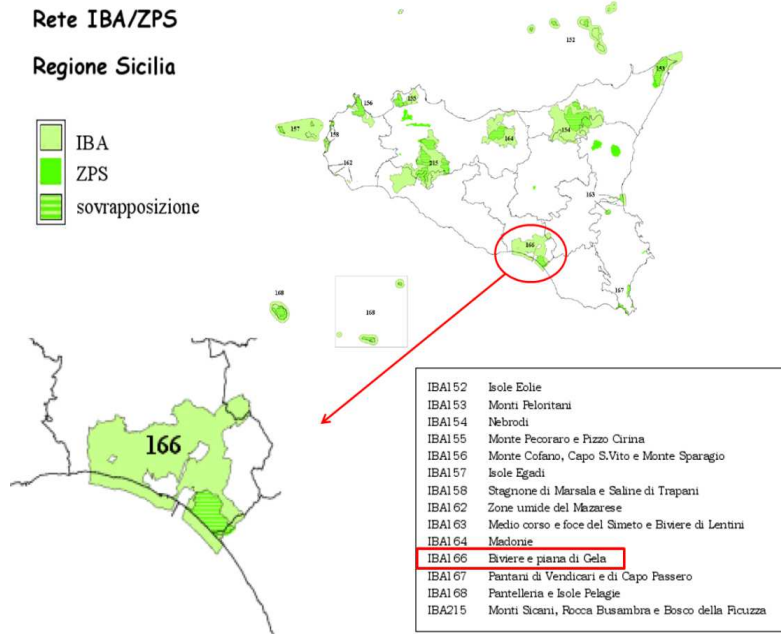 Rete IBA/ZPS
Regione Sicilia
IBA
ZPS
sovrapposizione
152
153
155
156
157
158
154
164
215
162
163
166
167
168
168
166
IBA152 Isole Eolie
IBA153 Monti Peloritani
IBA154 Nebrodi
IBA155 Monte Pecoraro e Pizzo Cirina
IBA156 Monte Cofano, Capo S.Vito e Monte Sparagio
IBA157 Isole Egadi
IBA158 Stagnone di Marsala e Saline di Trapani
IBA162 Zone umide del Mazarese
IBA163 Medio corso e foce del Simeto e Biviere di Lentini
IBA164 Madonie
IBA166 Biviere e piana di Gela
IBA167 Pantani di Vendicari e di Capo Passero
IBA168 Pantelleria e Isole Pelagie
IBA215 Monti Sicani, Rocca Busambra e Bosco della Ficuzza